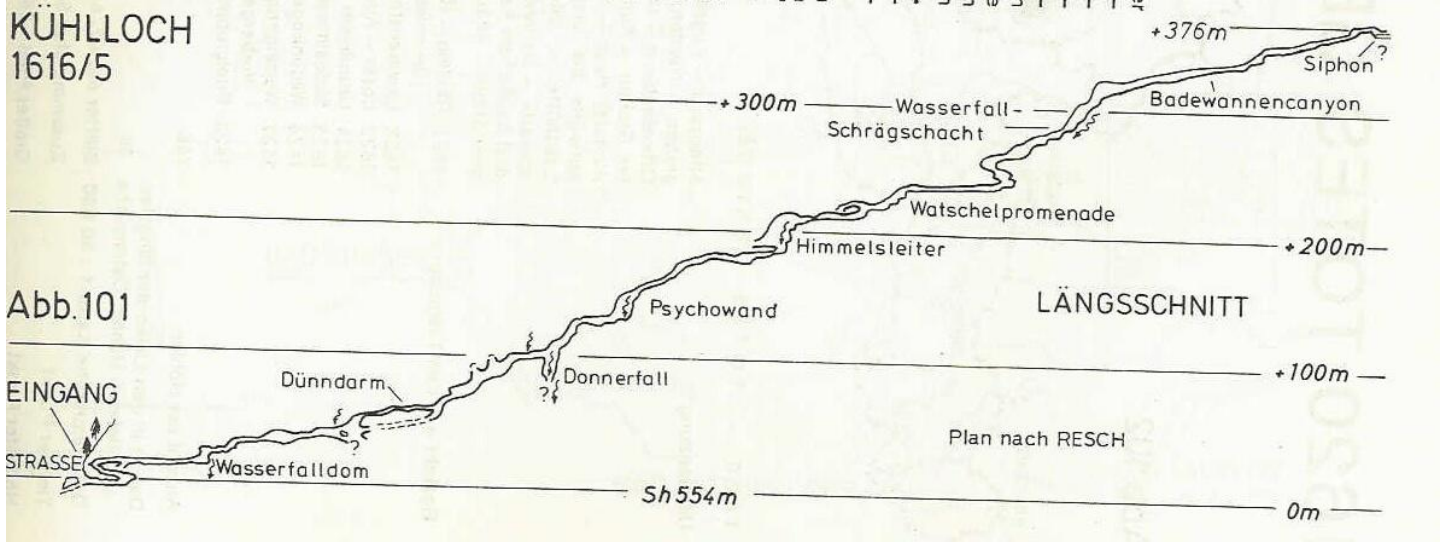 KÜHLLOCH
1616/5
+376m
Siphon
?
Badewannencanyon
+300m
Wasserfall-
Schrägschacht
Watschelpromenade
Himmelsleiter
+200m
Psychowand
LÄNGSSCHNITT
Abb.101
Donnerfall
?
+100m
Dünndarm
EINGANG
?
Plan nach RESCH
STRASSE
Wasserfalldom
Sh 554m
0m